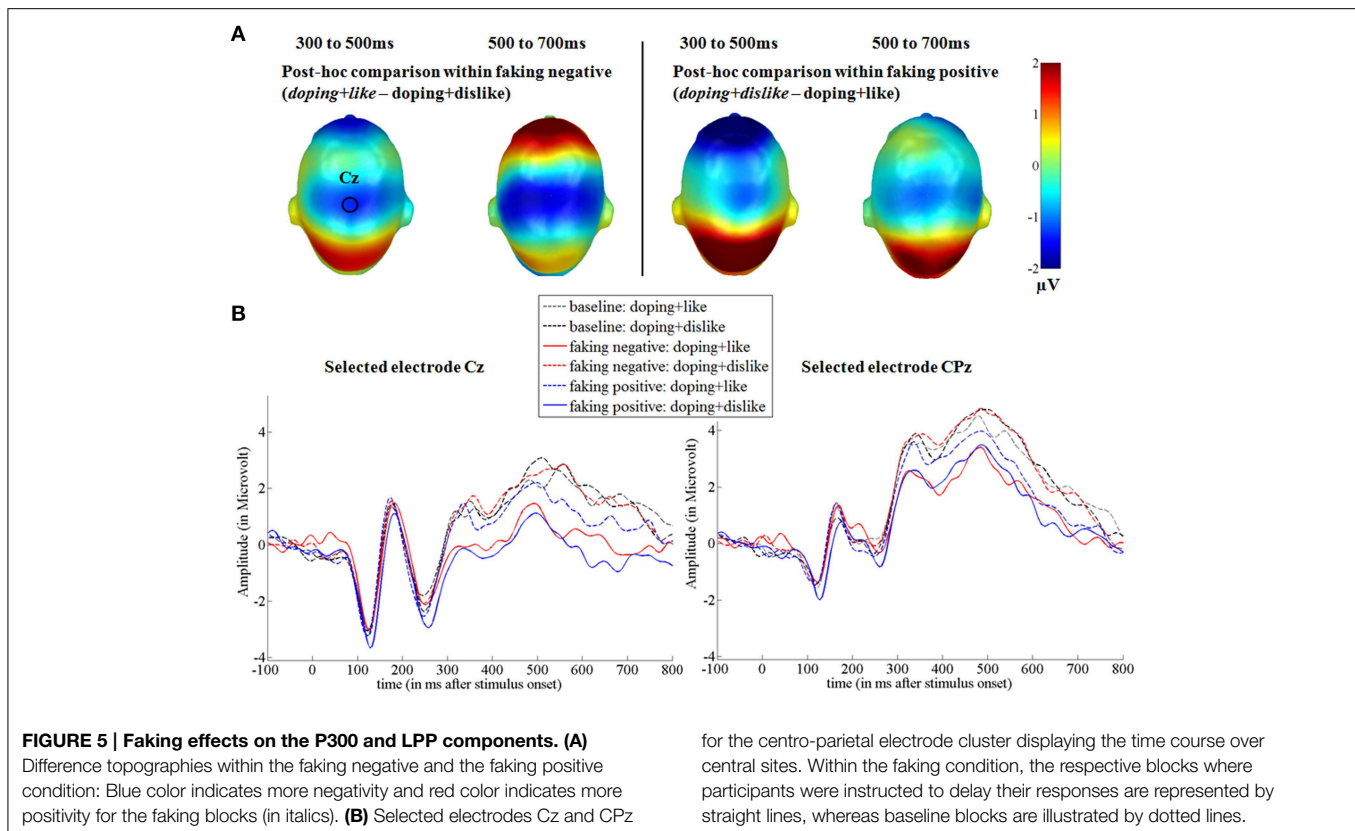 A
300 to 500ms
500 to 700ms
300 to 500ms
500 to 700ms
Post-hoc comparison within faking negative
(doping+like – doping+dislike)
Post-hoc comparison within faking positive
(doping+dislike – doping+like)
Cz
2
1
0
-1
-2
µV
B
baseline: doping+like
baseline: doping+dislike
faking negative: doping+like
faking negative: doping+dislike
faking positive: doping+like
faking positive: doping+dislike
Selected electrode Cz
Selected electrode CPz
Amplitude (in Microvolt)
4
2
0
-2
-4
-100 0 100 200 300 400 500 600 700 800
time (in ms after stimulus onset)
Amplitude (in Microvolt)
4
2
0
-2
-4
-100 0 100 200 300 400 500 600 700 800
time (in ms after stimulus onset)
FIGURE 5 | Faking effects on the P300 and LPP components. (A)
Difference topographies within the faking negative and the faking positive
condition: Blue color indicates more negativity and red color indicates more
positivity for the faking blocks (in italics). (B) Selected electrodes Cz and CPz
for the centro-parietal electrode cluster displaying the time course over
central sites. Within the faking condition, the respective blocks where
participants were instructed to delay their responses are represented by
straight lines, whereas baseline blocks are illustrated by dotted lines.